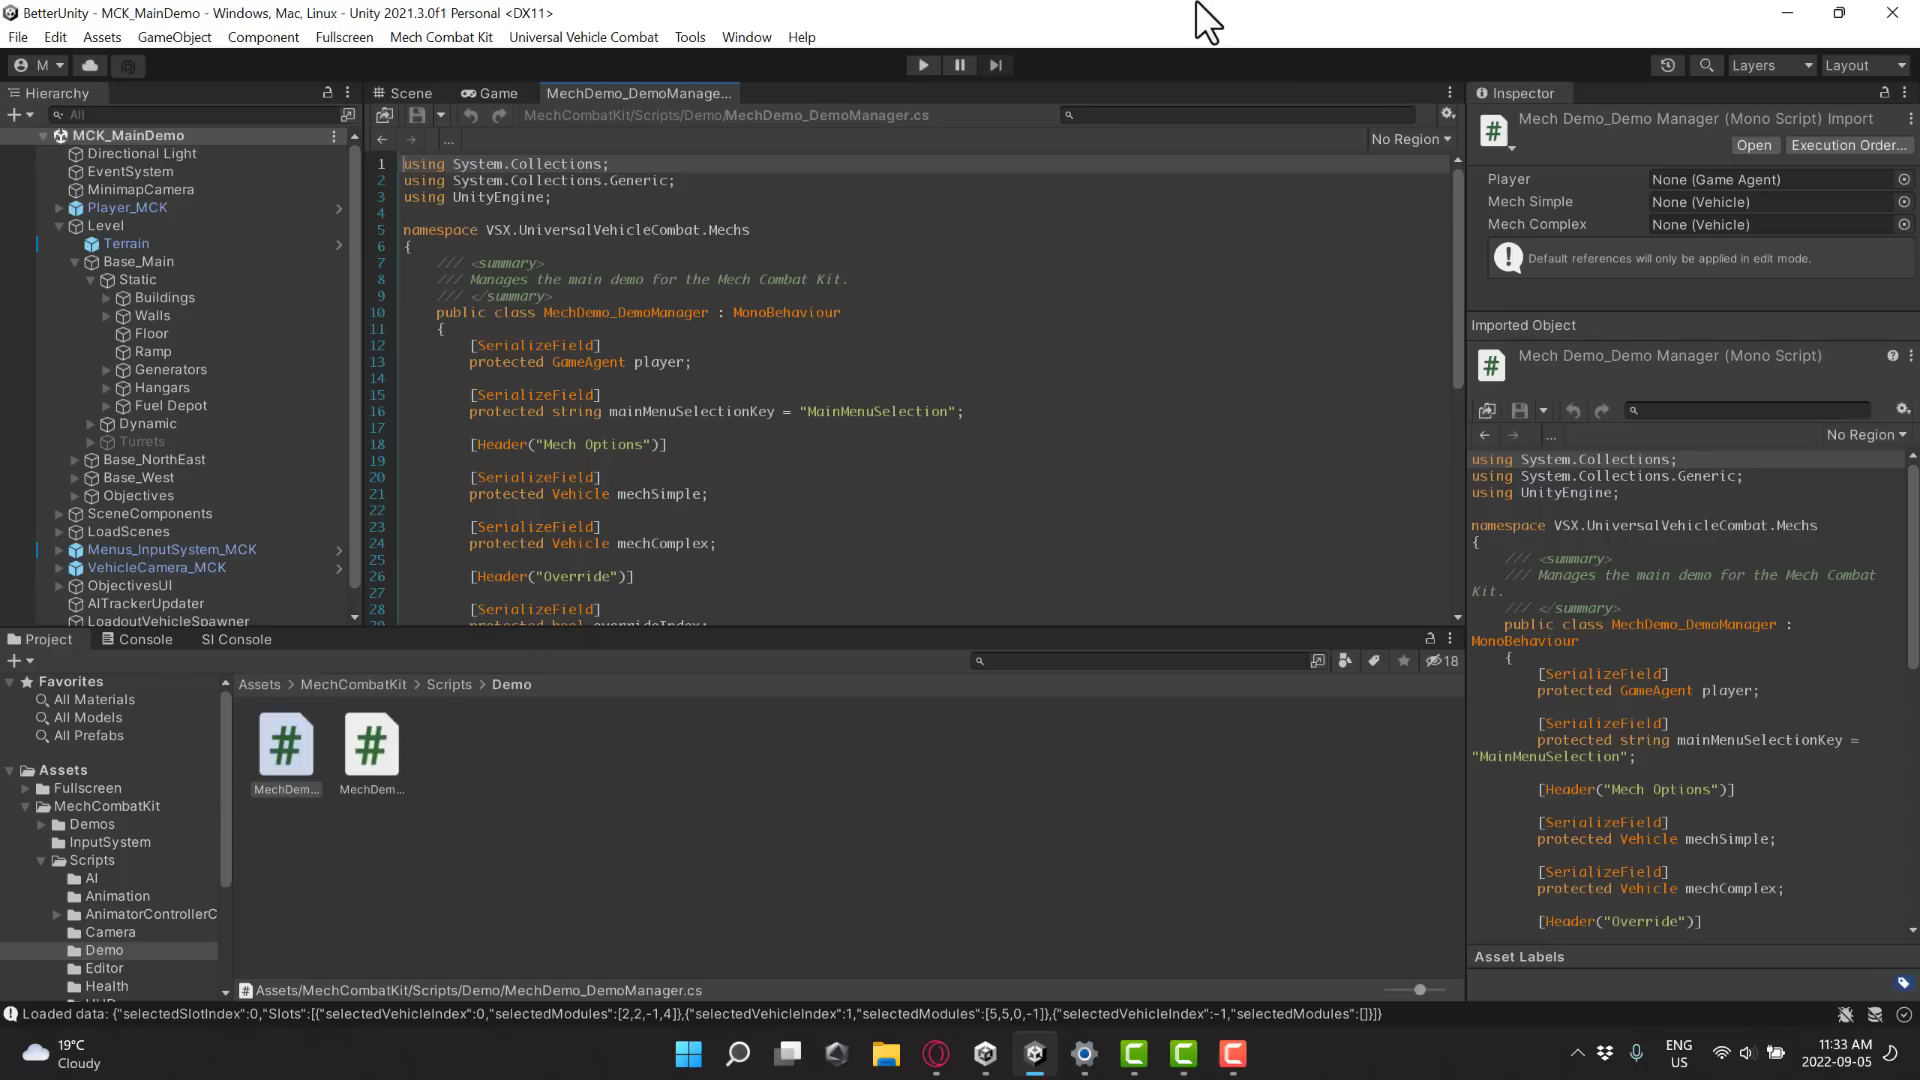 BetterUnity - MCK_MainDemo - Windows, Mac, Linux - Unity 2021.3.0f1 Personal <DX11>
File Edit Assets GameObject Component Fullscreen Mech Combat Kit Universal Vehicle Combat Tools Window Help
M Layers Layout
Hierarchy
All
MCK_MainDemo
Directional Light
EventSystem
MinimapCamera
Player_MCK
Level
Terrain
Base_Main
Static
Buildings
Walls
Floor
Ramp
Generators
Hangars
Fuel Depot
Dynamic
Turrets
Base_NorthEast
Base_West
Objectives
SceneComponents
LoadScenes
Menus_InputSystem_MCK
VehicleCamera_MCK
ObjectivesUI
AITrackerUpdater
LoadoutVehicleSpawner
Scene Game MechDemo_DemoManage...
MechCombatKit/Scripts/Demo/MechDemo_DemoManager.cs
... No Region
1 using System.Collections;
2 using System.Collections.Generic;
3 using UnityEngine;
4
5 namespace VSX.UniversalVehicleCombat.Mechs
6 {
7 /// <summary>
8 /// Manages the main demo for the Mech Combat Kit.
9 /// </summary>
10 public class MechDemo_DemoManager : MonoBehaviour
11 {
12 [SerializeField]
13 protected GameAgent player;
14
15 [SerializeField]
16 protected string mainMenuSelectionKey = "MainMenuSelection";
17
18 [Header("Mech Options")]
19
20 [SerializeField]
21 protected Vehicle mechSimple;
22
23 [SerializeField]
24 protected Vehicle mechComplex;
25
26 [Header("Override")]
27
28 [SerializeField]
29 protected bool overrideIndex;
Inspector
Mech Demo_Demo Manager (Mono Script) Import
Open Execution Order...
Player None (Game Agent)
Mech Simple None (Vehicle)
Mech Complex None (Vehicle)
Default references will only be applied in edit mode.
Imported Object
Mech Demo_Demo Manager (Mono Script)
... No Region
using System.Collections;
using System.Collections.Generic;
using UnityEngine;
namespace VSX.UniversalVehicleCombat.Mechs
{
/// <summary>
/// Manages the main demo for the Mech Combat
Kit.
/// </summary>
public class MechDemo_DemoManager :
MonoBehaviour
{
[SerializeField]
protected GameAgent player;
[SerializeField]
protected string mainMenuSelectionKey =
"MainMenuSelection";
[Header("Mech Options")]
[SerializeField]
protected Vehicle mechSimple;
[SerializeField]
protected Vehicle mechComplex;
[Header("Override")]
Asset Labels
Project Console SI Console
18
Favorites
All Materials
All Models
All Prefabs
Assets
Fullscreen
MechCombatKit
Demos
InputSystem
Scripts
AI
Animation
AnimatorControllerC
Camera
Demo
Editor
Health
Assets > MechCombatKit > Scripts > Demo
MechDem... MechDem...
Assets/MechCombatKit/Scripts/Demo/MechDemo_DemoManager.cs
Loaded data: {"selectedSlotIndex":0,"Slots":[{"selectedVehicleIndex":0,"selectedModules":[2,2,-1,4]},{"selectedVehicleIndex":1,"selectedModules":[5,5,0,-1]},{"selectedVehicleIndex":-1,"selectedModules":[]}]}
19°C
Cloudy
ENG
US
11:33 AM
2022-09-05